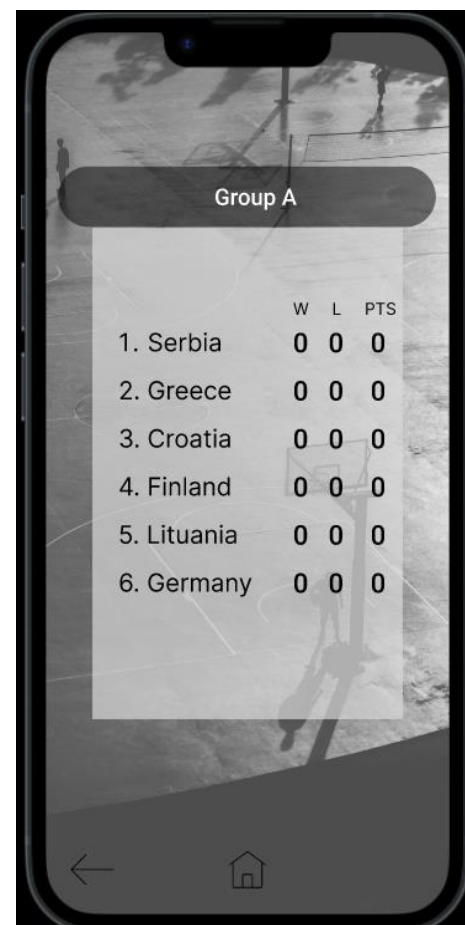 Group A
W L PTS
1. Serbia 0 0 0
2. Greece 0 0 0
3. Croatia 0 0 0
4. Finland 0 0 0
5. Lituania 0 0 0
6. Germany 0 0 0